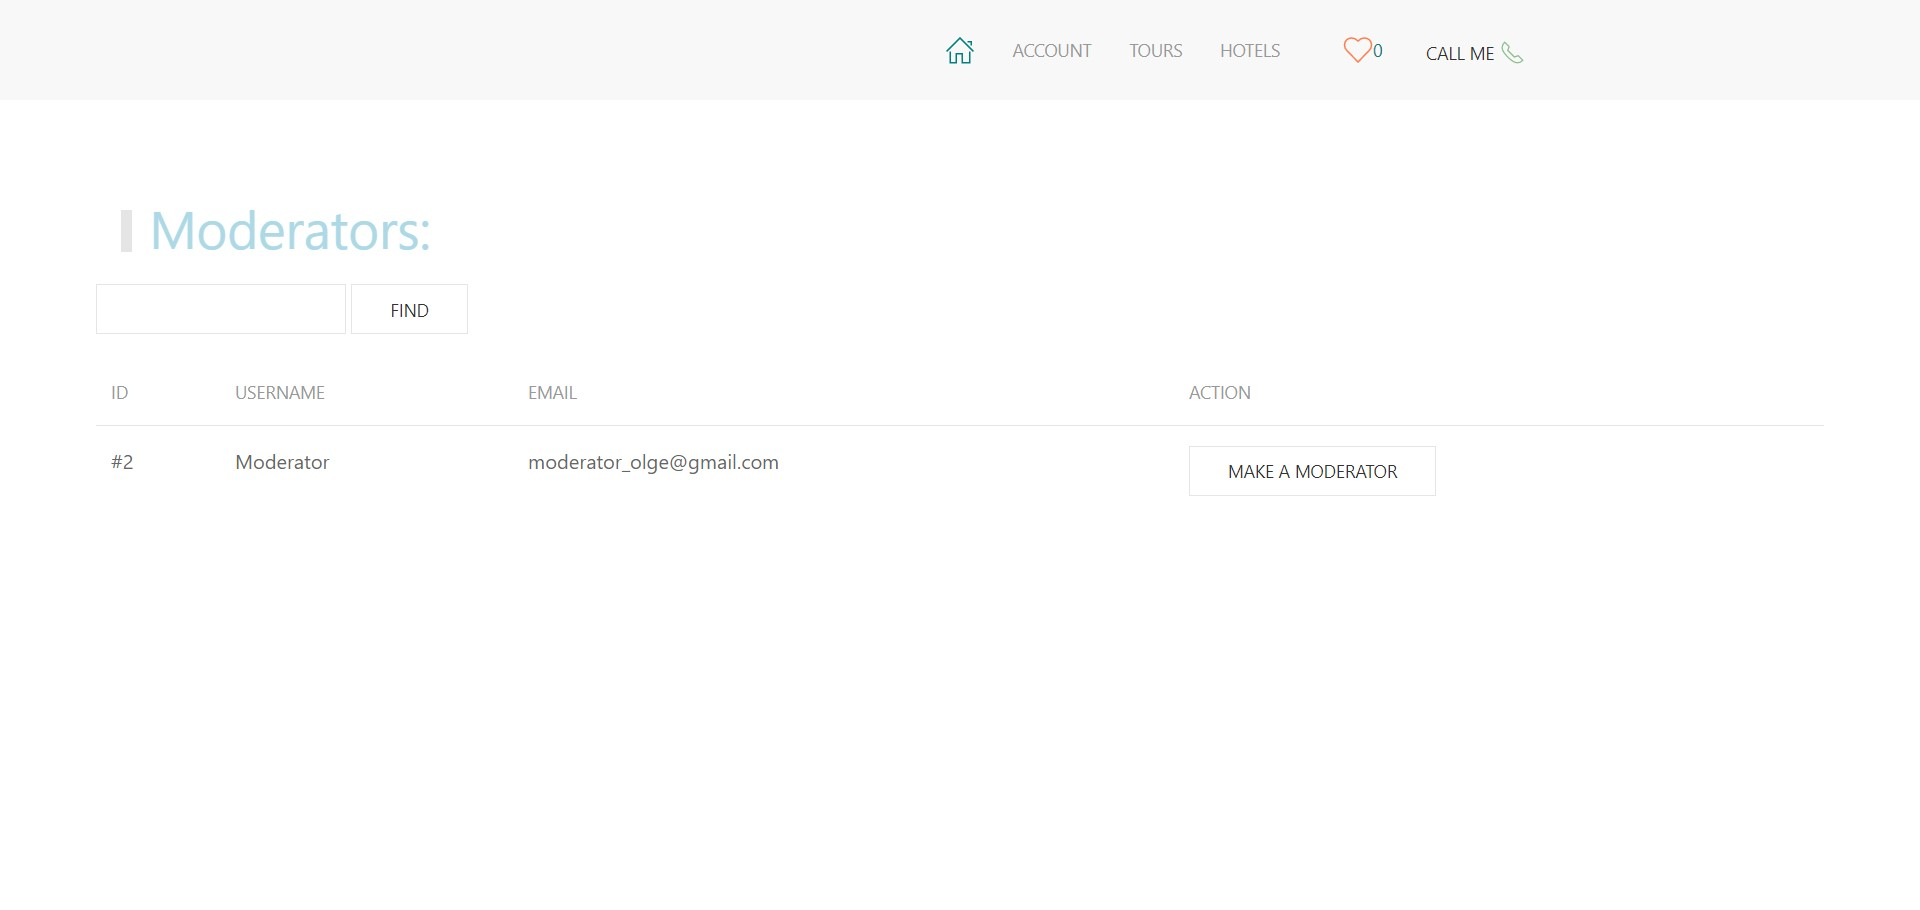 ACCOUNT TOURS HOTELS 0 CALL ME
Moderators:
FIND
ID USERNAME EMAIL ACTION
#2 Moderator moderator_olge@gmail.com MAKE A MODERATOR